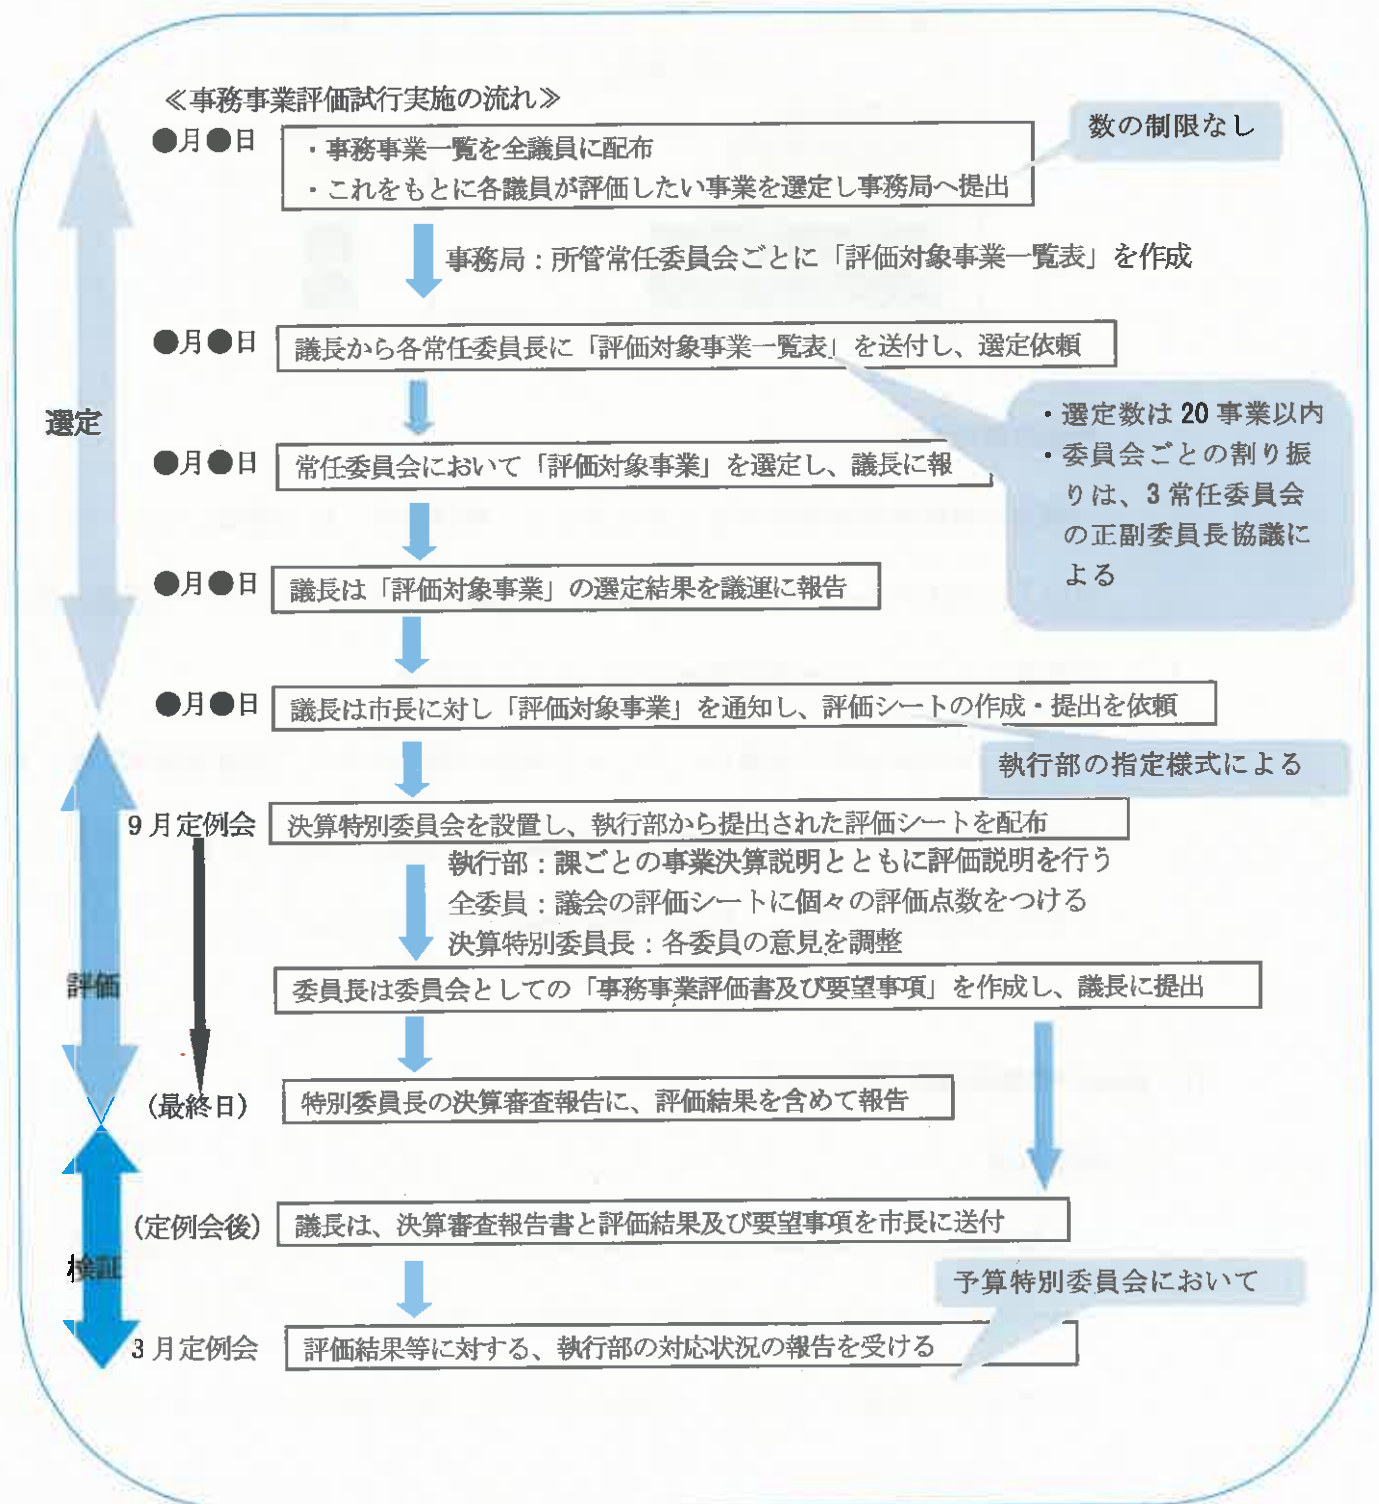 ≪事務事業評価試行実施の流れ≫
●月●日
・事務事業一覧を全議員に配布
・これをもとに各議員が評価したい事業を選定し事務局へ提出
数の制限なし
事務局：所管常任委員会ごとに「評価対象事業一覧表」を作成
●月●日
議長から各常任委員長に「評価対象事業一覧表」を送付し、選定依頼
・選定数は 20 事業以内
・委員会ごとの割り振
りは、3 常任委員会
の正副委員長協議に
よる
選定
●月●日
常任委員会において「評価対象事業」を選定し、議長に報
●月●日
議長は「評価対象事業」の選定結果を議運に報告
●月●日
議長は市長に対し「評価対象事業」を通知し、評価シートの作成・提出を依頼
執行部の指定様式による
9 月定例会
決算特別委員会を設置し、執行部から提出された評価シートを配布
執行部：課ごとの事業決算説明とともに評価説明を行う
全委員：議会の評価シートに個々の評価点数をつける
決算特別委員長：各委員の意見を調整
評価
委員長は委員会としての「事務事業評価書及び要望事項」を作成し、議長に提出
(最終日)
特別委員長の決算審査報告に、評価結果を含めて報告
(定例会後)
議長は、決算審査報告書と評価結果及び要望事項を市長に送付
検証
予算特別委員会において
3 月定例会
評価結果等に対する、執行部の対応状況の報告を受ける